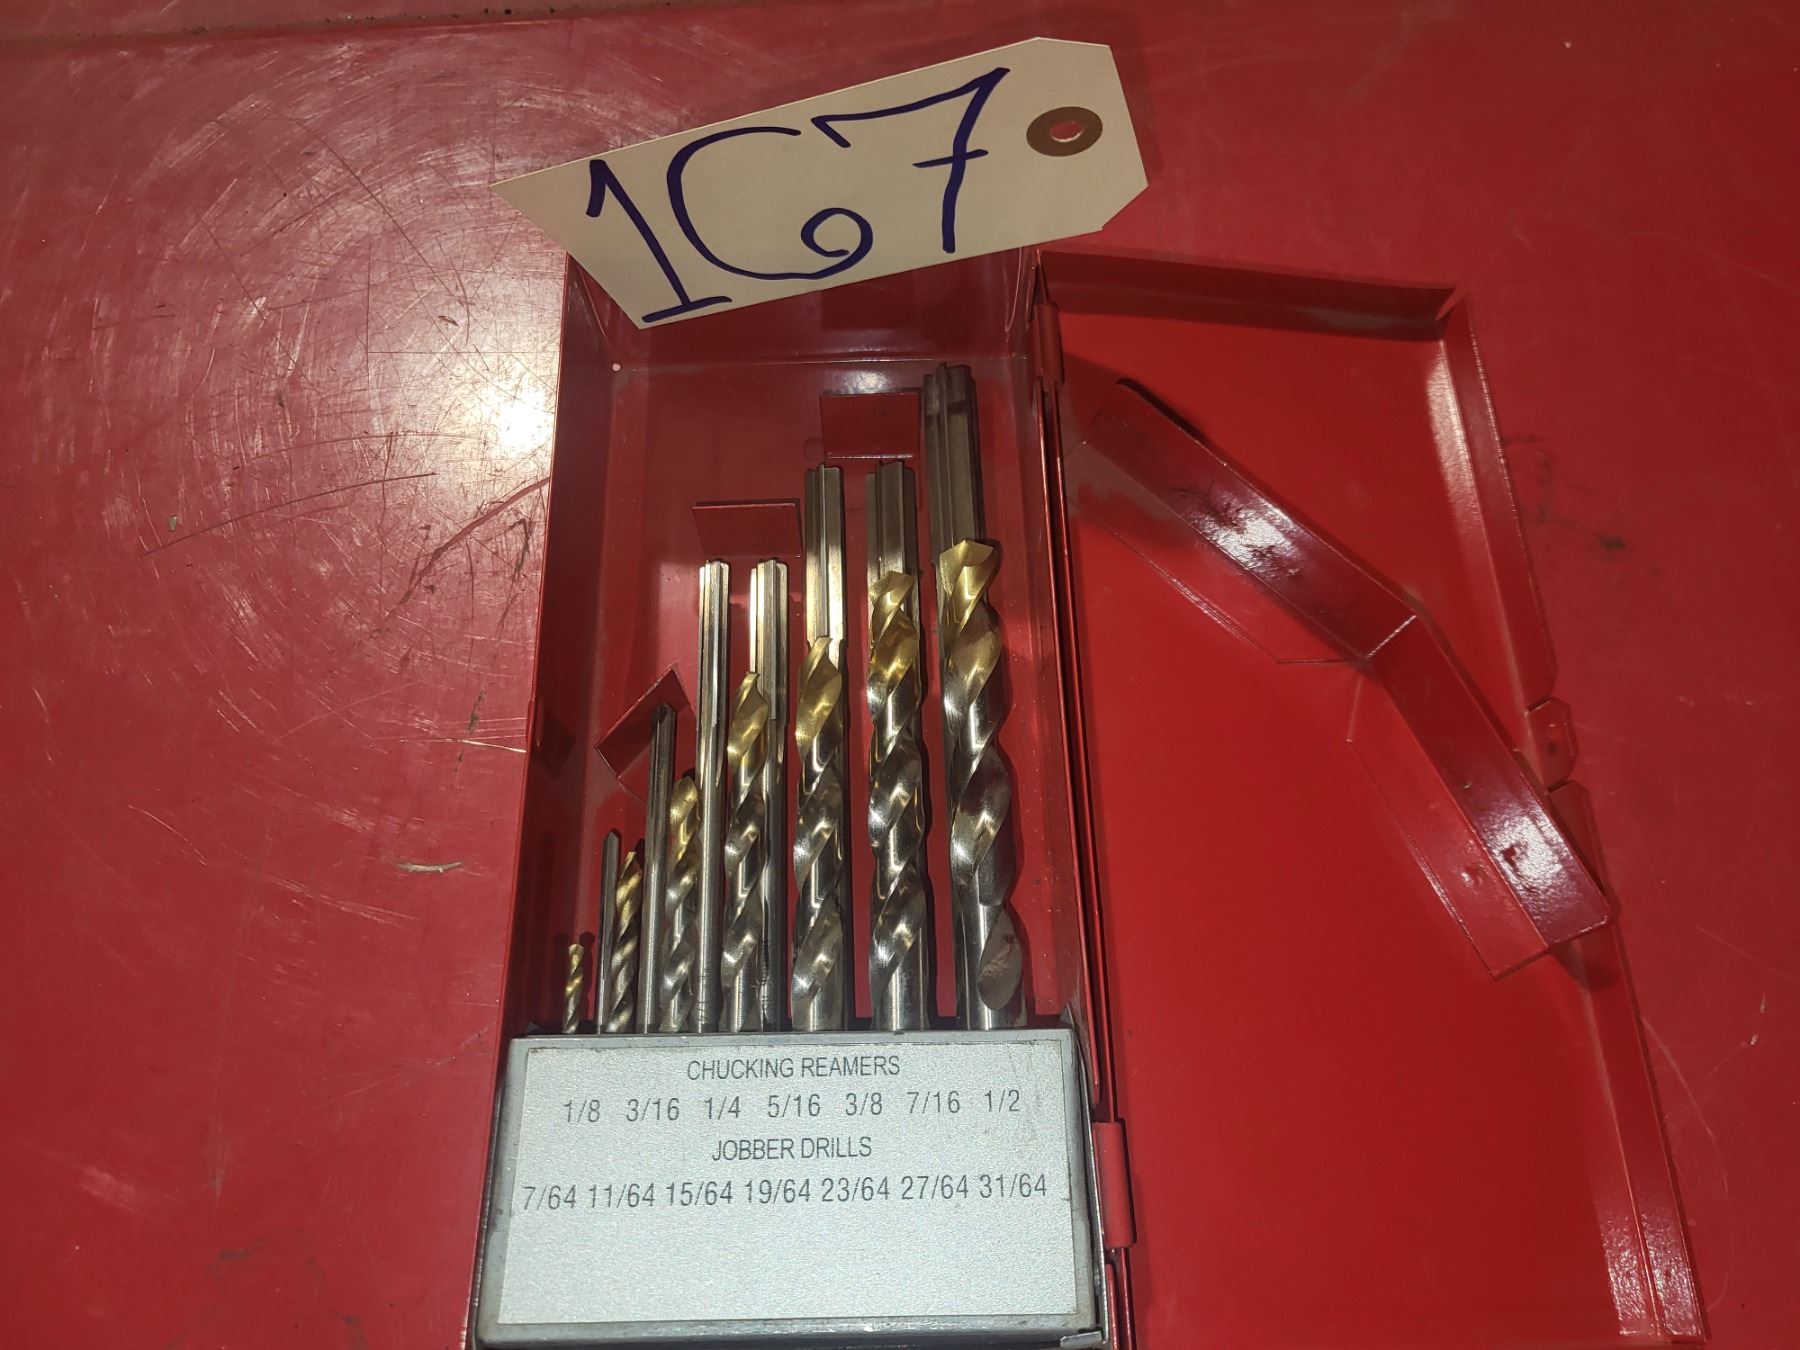 167
CHUCKING REAMERS
1/8 3/16 1/4 5/16 3/8 7/16 1/2
JOBBER DRILLS
7/64 11/64 15/64 19/64 23/64 27/64 31/64